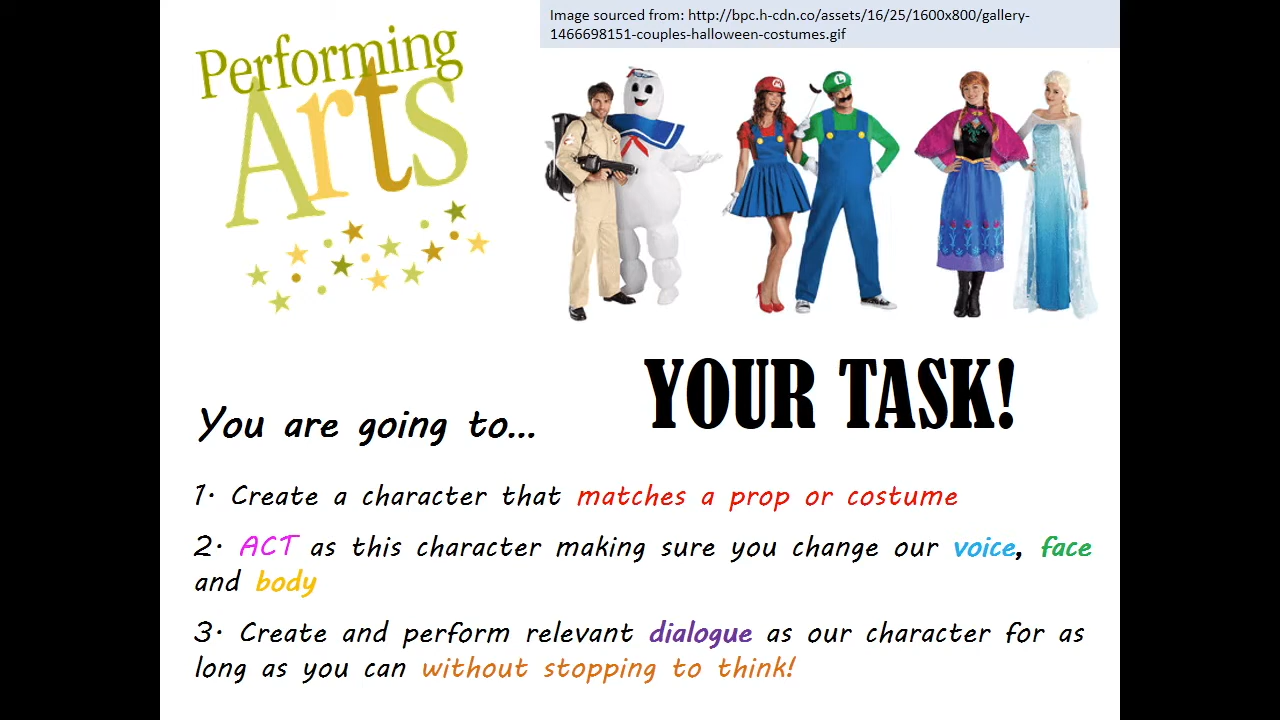 Performing
Arts
Image sourced from: http://bpc.h-cdn.co/assets/16/25/1600x800/gallery-
1466698151-couples-halloween-costumes.gif
M
L
YOUR TASK!
You are going to...
1. Create a character that matches a prop or costume
2. ACT as this character making sure you change our voice, face
and body
3. Create and perform relevant dialogue as our character for as
long as you can without stopping to think!